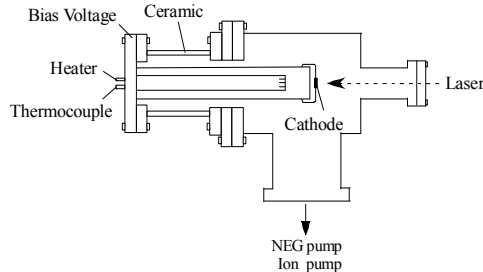 Bias Voltage
Ceramic
Heater
Thermocouple
Laser
Cathode
NEG pump
Ion pump